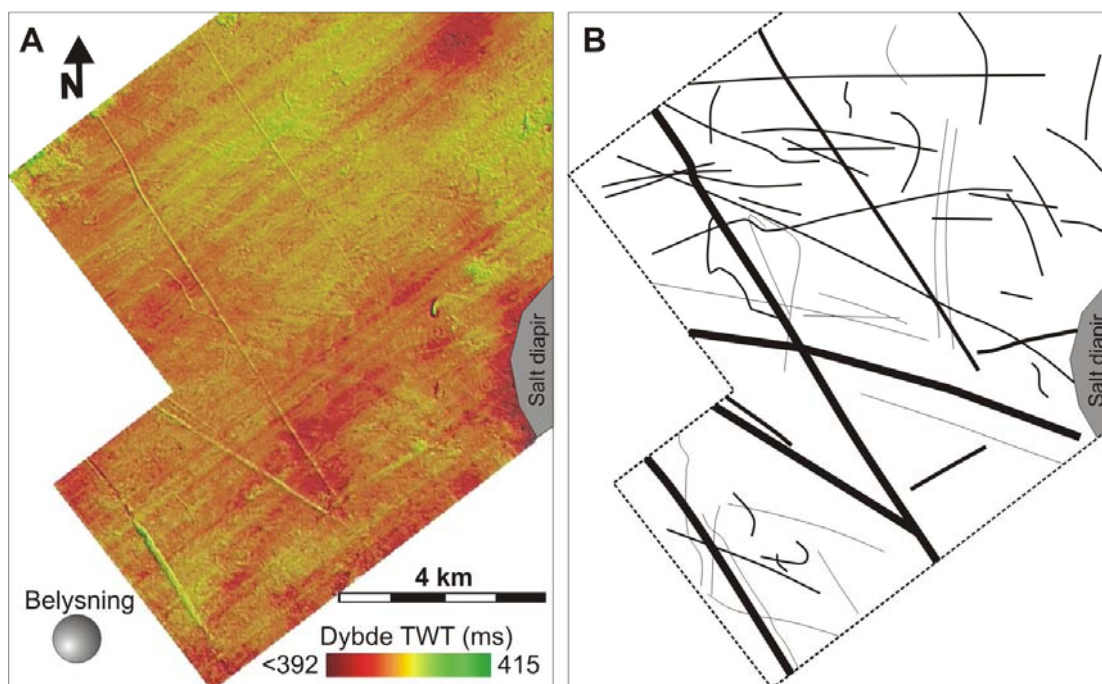 A
N
Salt diapir
4 km
Belysning
Dybde TWT (ms)
<392 415
B
Salt diapir